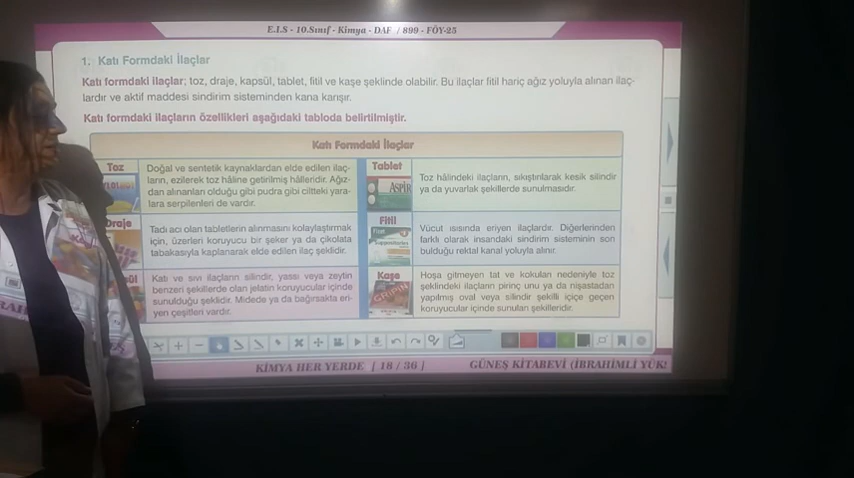 E.I.S - 10.Sınıf - Kimya - DAF / 899 - FÖY-25
1. Katı Formdaki İlaçlar
Katı formdaki ilaçlar; toz, draje, kapsül, tablet, fitil ve kaşe şeklinde olabilir. Bu ilaçlar fitil hariç ağız yoluyla alınan ilaç-
lardır ve aktif maddesi sindirim sisteminden kana karışır.
Katı formdaki ilaçların özellikleri aşağıdaki tabloda belirtilmiştir.
Katı Formdaki İlaçlar
Toz
Doğal ve sentetik kaynaklardan elde edilen ilaç-
ların, ezilerek toz hâline getirilmiş hâlleridir. Ağız-
dan alınanları olduğu gibi pudra gibi ciltteki yara-
lara serpilenleri de vardır.
Tablet
ASPİR
Toz hâlindeki ilaçların, sıkıştırılarak kesik silindir
ya da yuvarlak şekillerde sunulmasıdır.
Draje
Tadı acı olan tabletlerin alınmasını kolaylaştırmak
için, üzerleri koruyucu bir şeker ya da çikolata
tabakasıyla kaplanarak elde edilen ilaç şeklidir.
Fitil
Suppositories
Vücut ısısında eriyen ilaçlardır. Diğerlerinden
farklı olarak insandaki sindirim sisteminin son
bulduğu rektal kanal yoluyla alınır.
ül
Katı ve sıvı ilaçların silindir, yassı veya zeytin
benzeri şekillerde olan jelatin koruyucular içinde
sunulduğu şeklidir. Midede ya da bağırsakta eri-
yen çeşitleri vardır.
Kaşe
GRİPİN
Hoşa gitmeyen tat ve kokuları nedeniyle toz
şeklindeki ilaçların pirinç unu ya da nişastadan
yapılmış oval veya silindir şekilli içiçe geçen
koruyucular içinde sunulan şekilleridir.
KİMYA HER YERDE [ 18 / 36 ]
GÜNEŞ KİTABEVİ (İBRAHİMLİ YÜK